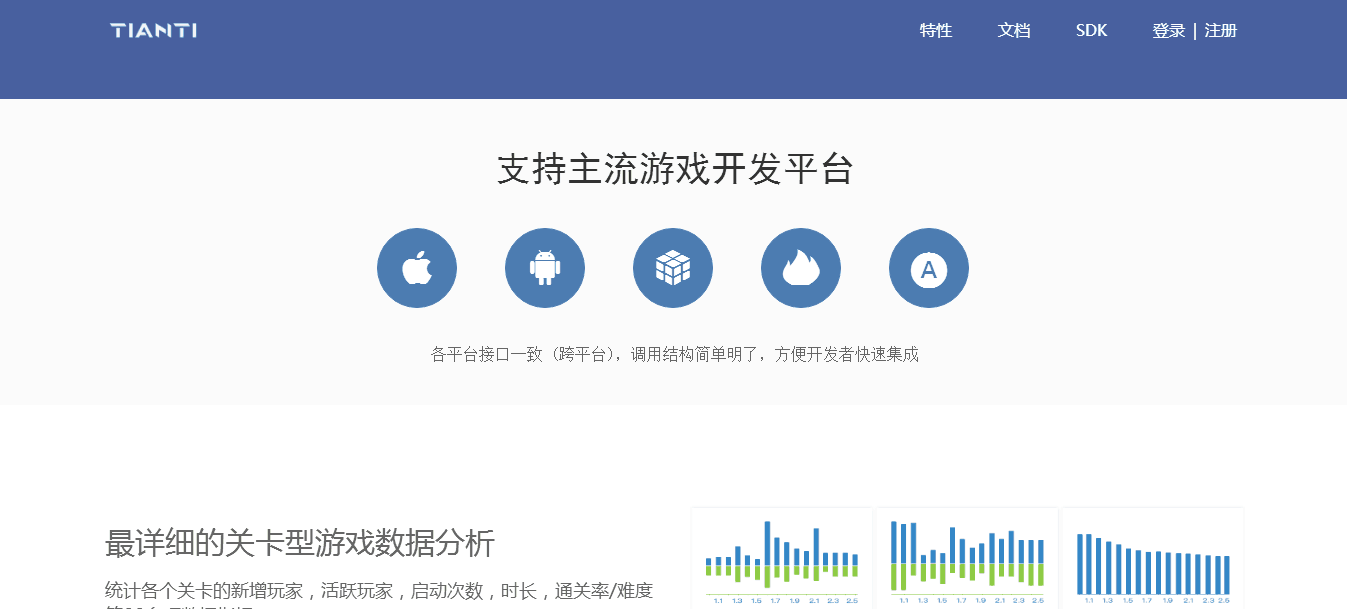 TIANTI
特性 文档 SDK 登录 | 注册
支持主流游戏开发平台
A
各平台接口一致（跨平台），调用结构简单明了，方便开发者快速集成
最详细的关卡型游戏数据分析
统计各个关卡的新增玩家，活跃玩家，启动次数，时长，通关率/难度
1.1 1.3 1.5 1.7 1.9 2.1 2.3 2.5
1.1 1.3 1.5 1.7 1.9 2.1 2.3 2.5
1.1 1.3 1.5 1.7 1.9 2.1 2.3 2.5